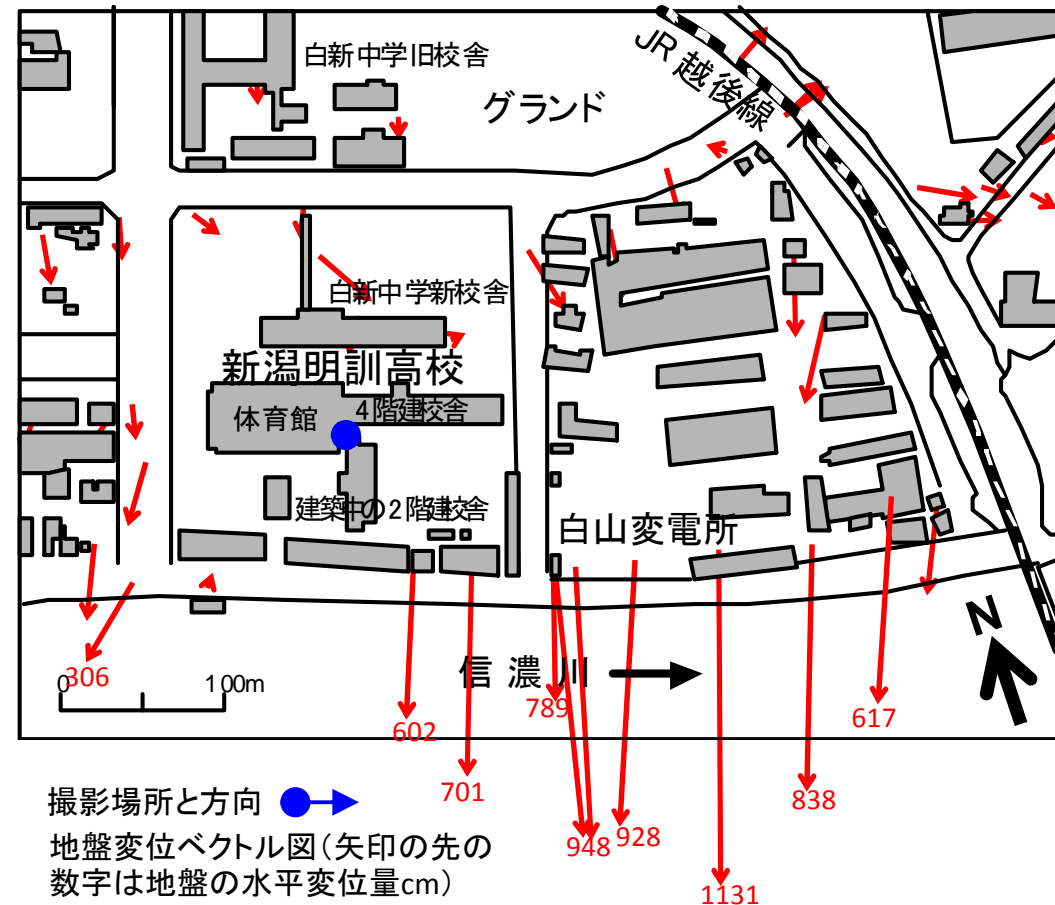 白新中学旧校舎
グランド
JR越後線
白新中学新校舎
新潟明訓高校
体育館
4階建校舎
建築中の2階建校舎
白山変電所
N
信濃川
0
100m
306
602
701
789
948
928
1131
838
617
撮影場所と方向
地盤変位ベクトル図(矢印の先の
数字は地盤の水平変位量cm)